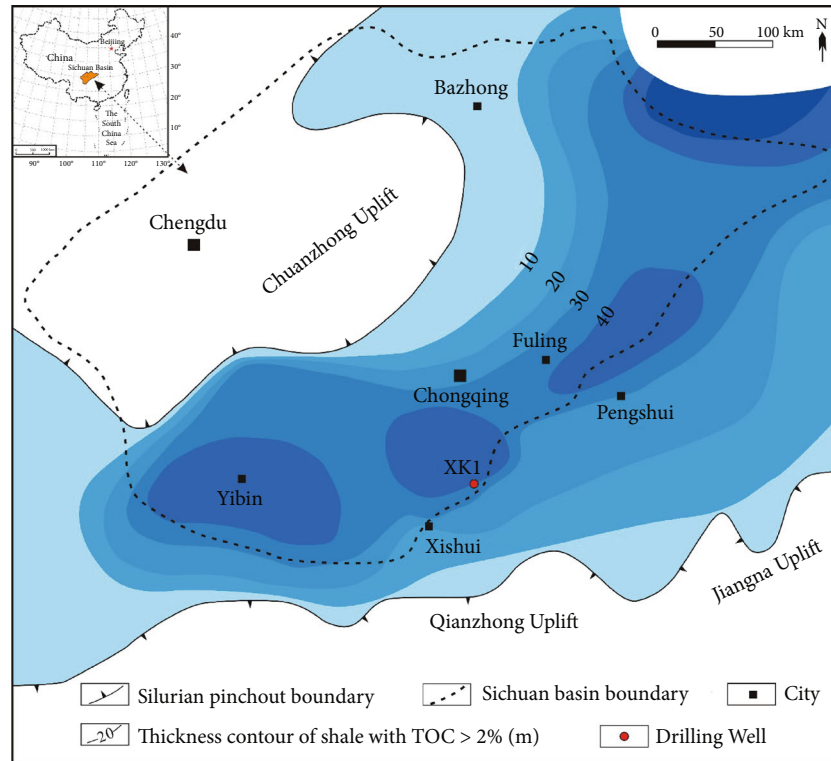 China
Beijing
Sichuan Basin
The
South
China
Sea
40°
30°
20°
10°
90°
100°
110°
120°
130°
0
50
100 km
N
Bazhong
Chengdu
Chuanzhong Uplift
10
20
30
40
Fuling
Chongqing
Pengshui
XK1
Yibin
Xishui
Jiangna Uplift
Qianzhong Uplift
Silurian pinchout boundary
Sichuan basin boundary
City
20
Thickness contour of shale with TOC > 2% (m)
Drilling Well